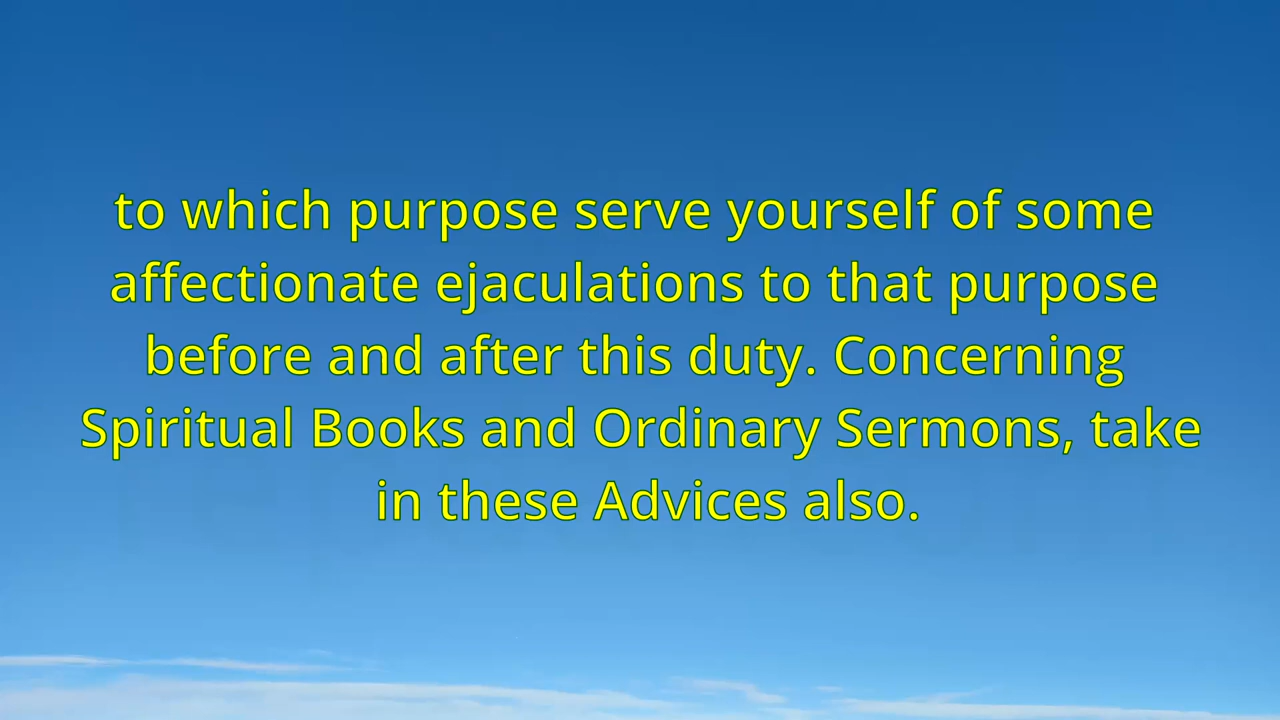 to which purpose serve yourself of some
affectionate ejaculations to that purpose
before and after this duty. Concerning
Spiritual Books and Ordinary Sermons, take
in these Advices also.